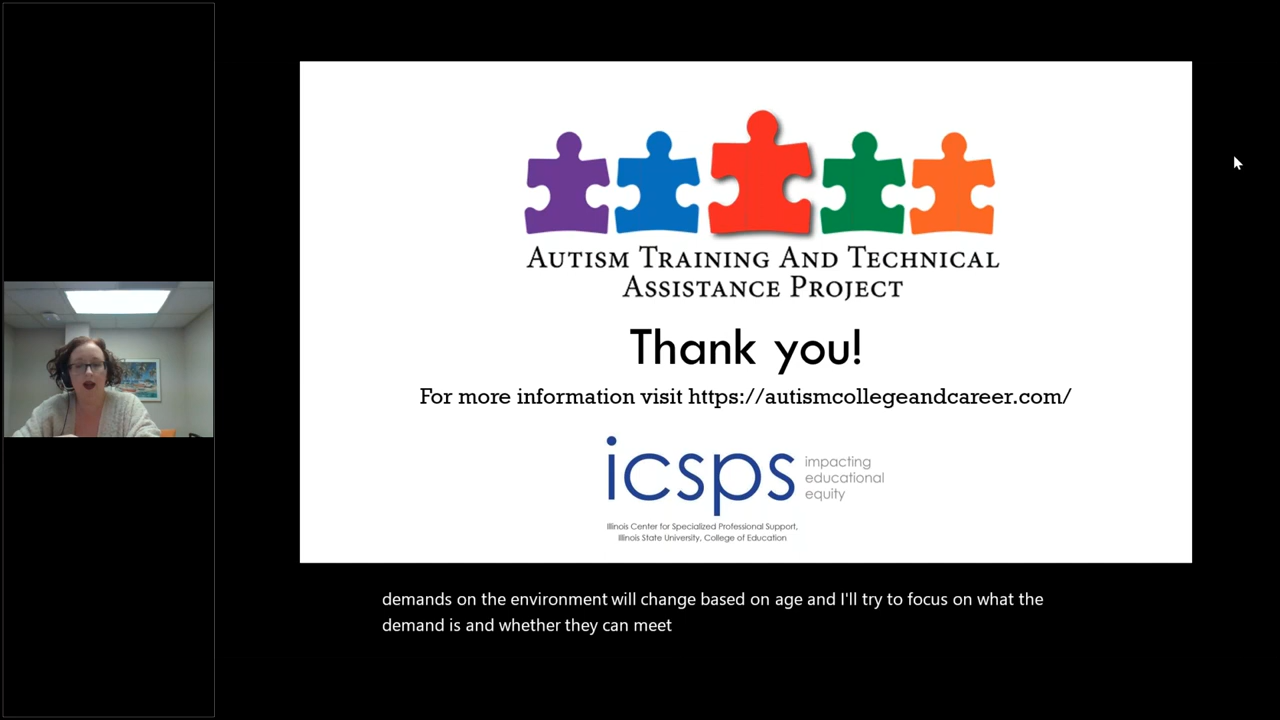 Autism Training And Technical
Assistance Project
Thank you!
For more information visit https://autismcollegeandcareer.com/
icsps
impacting
educational
equity
Illinois Center for Specialized Professional Support,
Illinois State University, College of Education
demands on the environment will change based on age and I'll try to focus on what the
demand is and whether they can meet